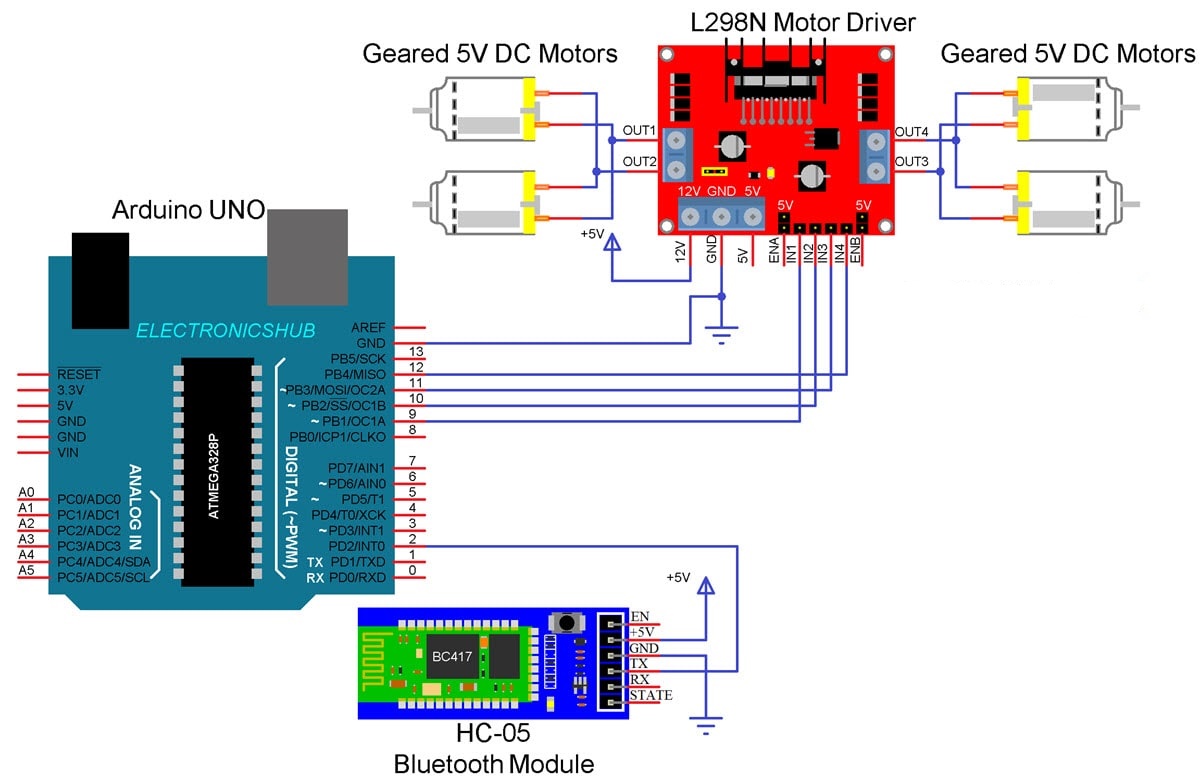 L298N Motor Driver
Geared 5V DC Motors
Geared 5V DC Motors
OUT1
OUT2
OUT4
OUT3
12V GND 5V
5V
5V
12V
GND
5V
ENA
IN1
IN2
IN3
IN4
ENB
+5V
Arduino UNO
ELECTRONICSHUB
RESET
3.3V
5V
GND
GND
VIN
A0 PC0/ADC0
A1 PC1/ADC1
A2 PC2/ADC2
A3 PC3/ADC3
A4 PC4/ADC4/SDA
A5 PC5/ADC5/SCL
ANALOG IN
ATMEGA328P
DIGITAL (~PWM)
AREF
GND
PB5/SCK 13
PB4/MISO 12
~PB3/MOSI/OC2A 11
~ PB2/SS/OC1B 10
~ PB1/OC1A 9
PB0/ICP1/CLKO 8
PD7/AIN1 7
~ PD6/AIN0 6
~ PD5/T1 5
PD4/T0/XCK 4
~ PD3/INT1 3
PD2/INT0 2
TX PD1/TXD 1
RX PD0/RXD 0
+5V
EN
+5V
GND
TX
RX
STATE
BC417
HC-05
Bluetooth Module